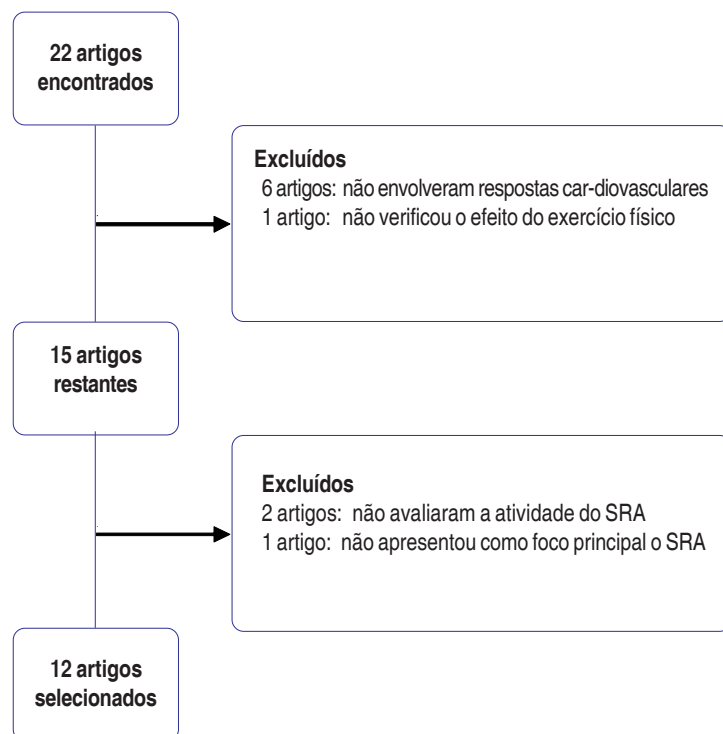 22 artigos
encontrados
Excluídos
6 artigos: não envolveram respostas car-diovasculares
1 artigo: não verificou o efeito do exercício físico
15 artigos
restantes
Excluídos
2 artigos: não avaliaram a atividade do SRA
1 artigo: não apresentou como foco principal o SRA
12 artigos
selecionados